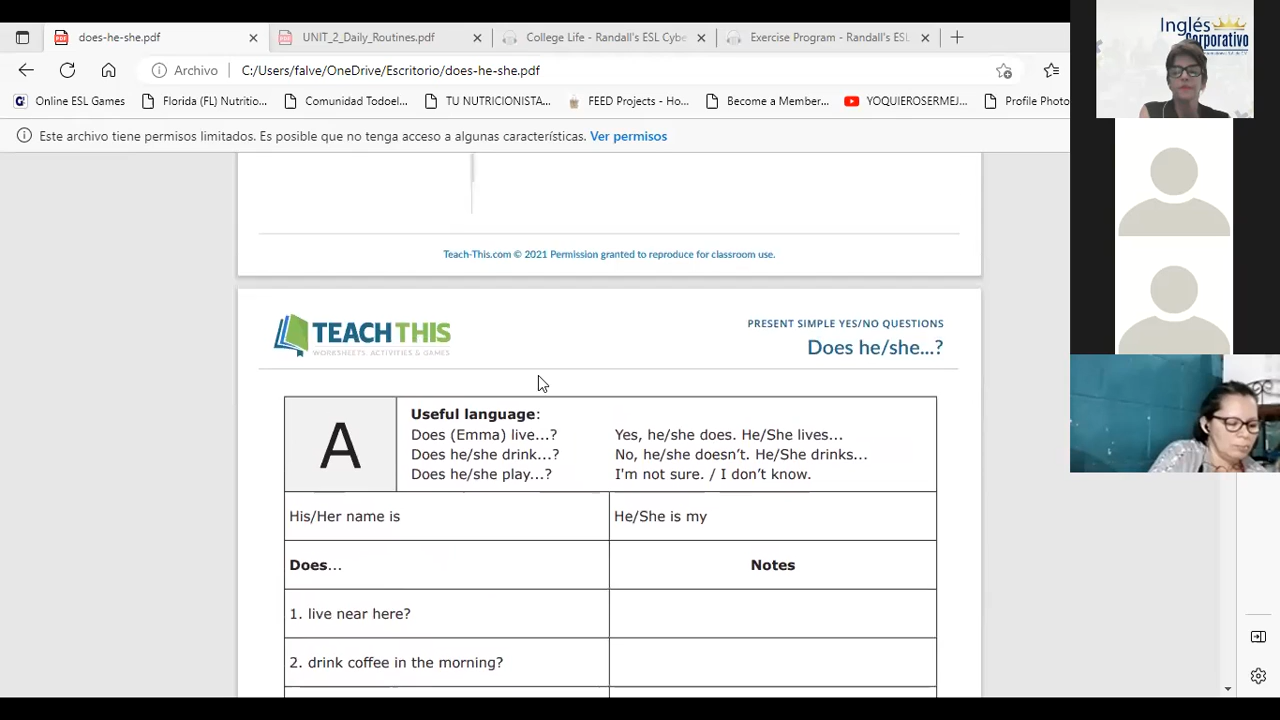 does-he-she.pdf
UNIT_2_Daily_Routines.pdf
College Life - Randall's ESL Cybe
Exercise Program - Randall's ESL
Archivo
C:/Users/falve/OneDrive/Escritorio/does-he-she.pdf
Online ESL Games
Florida (FL) Nutritio...
Comunidad Todoel...
TU NUTRICIONISTA...
FEED Projects - Ho...
Become a Member...
YOQUIEROSERMEJ...
Profile Photo
Este archivo tiene permisos limitados. Es posible que no tenga acceso a algunas características. Ver permisos
Inglés
Corporativo
Teach-This.com © 2021 Permission granted to reproduce for classroom use.
TEACH THIS
WORKSHEETS, ACTIVITIES & GAMES
PRESENT SIMPLE YES/NO QUESTIONS
Does he/she...?
A
Useful language:
Does (Emma) live...? Yes, he/she does. He/She lives...
Does he/she drink...? No, he/she doesn't. He/She drinks...
Does he/she play...? I'm not sure. / I don't know.
His/Her name is He/She is my
Does... Notes
1. live near here?
2. drink coffee in the morning?